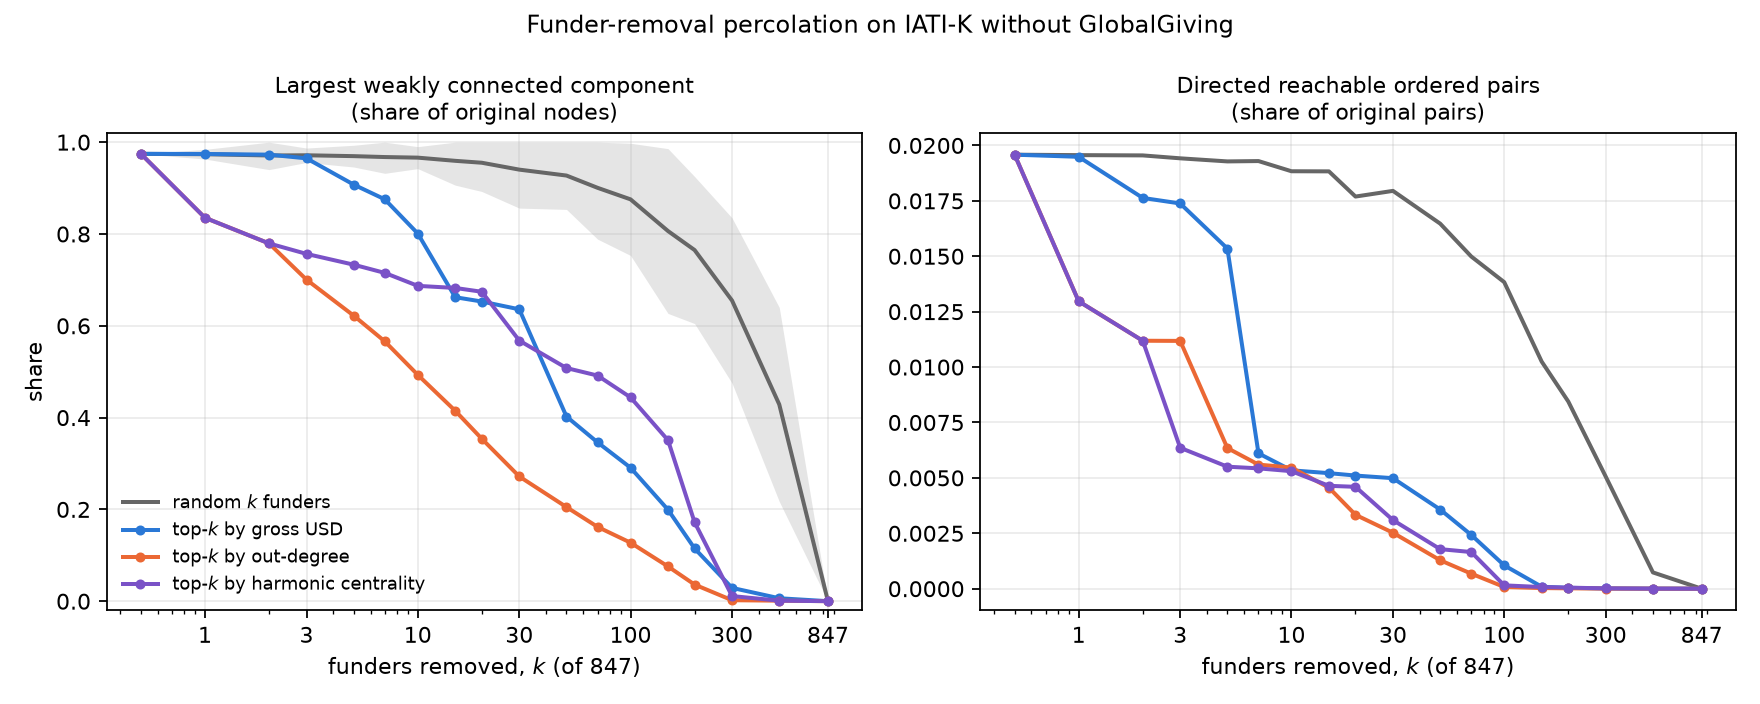 Funder-removal percolation on IATI-K without GlobalGiving
Largest weakly connected component
(share of original nodes)
1.0
0.8
0.6
0.4
0.2
0.0
share
random k funders
top-k by gross USD
top-k by out-degree
top-k by harmonic centrality
1 3 10 30 100 300 847
funders removed, k (of 847)
Directed reachable ordered pairs
(share of original pairs)
0.0200
0.0175
0.0150
0.0125
0.0100
0.0075
0.0050
0.0025
0.0000
1 3 10 30 100 300 847
funders removed, k (of 847)